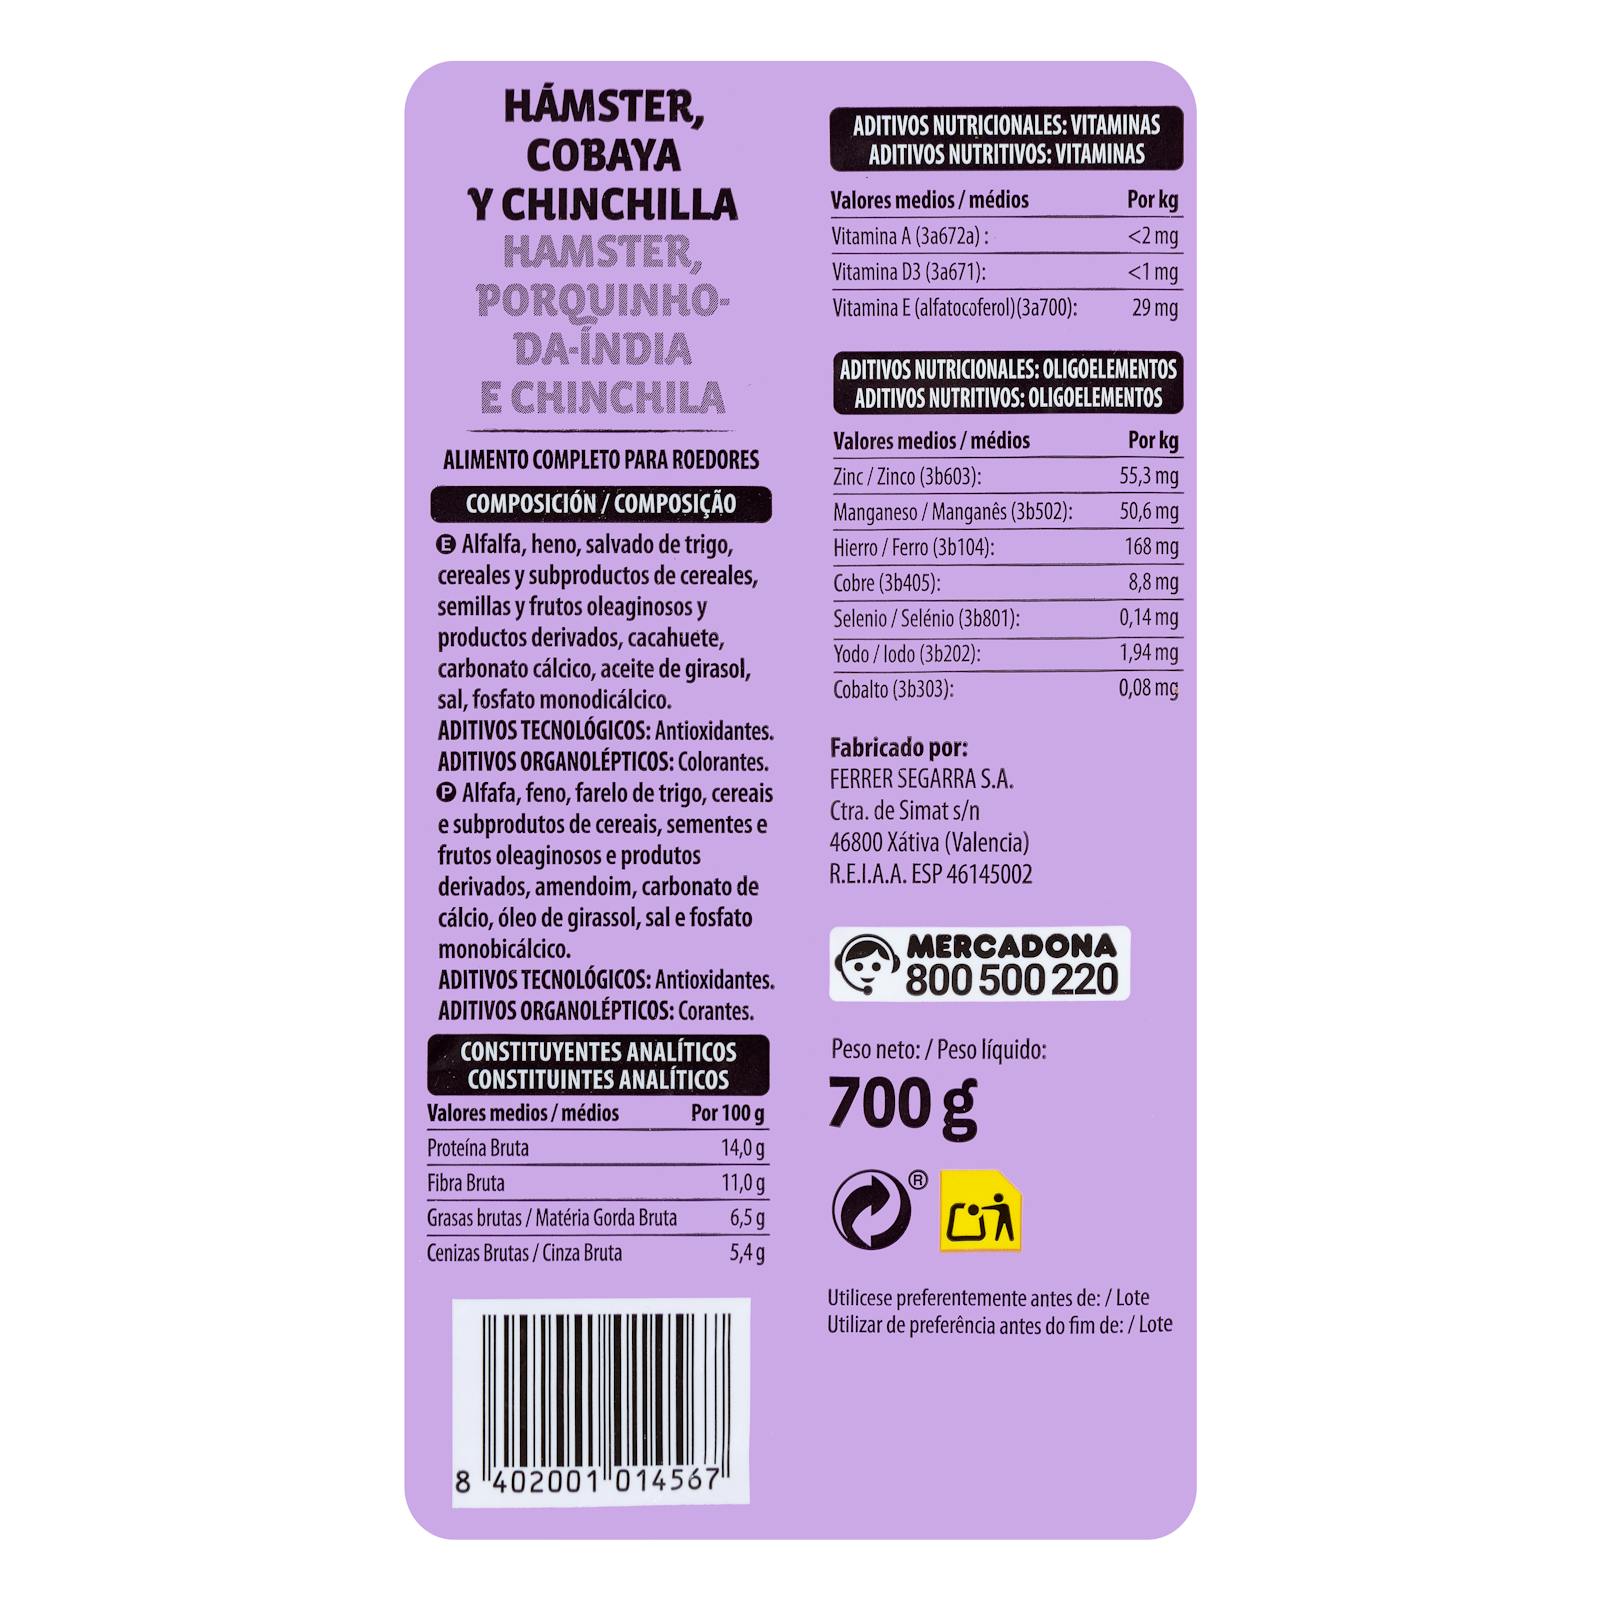 HÁMSTER,
COBAYA
Y CHINCHILLA
HAMSTER,
PORQUINHO-
DA-ÍNDIA
E CHINCHILA
ALIMENTO COMPLETO PARA ROEDORES
COMPOSICIÓN / COMPOSIÇÃO
E Alfalfa, heno, salvado de trigo,
cereales y subproductos de cereales,
semillas y frutos oleaginosos y
productos derivados, cacahuete,
carbonato cálcico, aceite de girasol,
sal, fosfato monodicálcico.
ADITIVOS TECNOLÓGICOS: Antioxidantes.
ADITIVOS ORGANOLÉPTICOS: Colorantes.
P Alfafa, feno, farelo de trigo, cereais
e subprodutos de cereais, sementes e
frutos oleaginosos e produtos
derivados, amendoim, carbonato de
cálcio, óleo de girassol, sal e fosfato
monobicálcico.
ADITIVOS TECNOLÓGICOS: Antioxidantes.
ADITIVOS ORGANOLÉPTICOS: Corantes.
CONSTITUYENTES ANALÍTICOS
CONSTITUINTES ANALÍTICOS
Valores medios / médios Por 100 g
Proteína Bruta 14,0 g
Fibra Bruta 11,0 g
Grasas brutas / Matéria Gorda Bruta 6,5 g
Cenizas Brutas / Cinza Bruta 5,4 g
8 402001 014567
ADITIVOS NUTRICIONALES: VITAMINAS
ADITIVOS NUTRITIVOS: VITAMINAS
Valores medios / médios Por kg
Vitamina A (3a672a) : <2 mg
Vitamina D3 (3a671): <1 mg
Vitamina E (alfatocoferol)(3a700): 29 mg
ADITIVOS NUTRICIONALES: OLIGOELEMENTOS
ADITIVOS NUTRITIVOS: OLIGOELEMENTOS
Valores medios / médios Por kg
Zinc / Zinco (3b603): 55,3 mg
Manganeso / Manganês (3b502): 50,6 mg
Hierro / Ferro (3b104): 168 mg
Cobre (3b405): 8,8 mg
Selenio / Selénio (3b801): 0,14 mg
Yodo / Iodo (3b202): 1,94 mg
Cobalto (3b303): 0,08 mg
Fabricado por:
FERRER SEGARRA S.A.
Ctra. de Simat s/n
46800 Xátiva (Valencia)
R.E.I.A.A. ESP 46145002
MERCADONA
800 500 220
Peso neto: / Peso líquido:
700 g
®
Utilicese preferentemente antes de: / Lote
Utilizar de preferência antes do fim de: / Lote